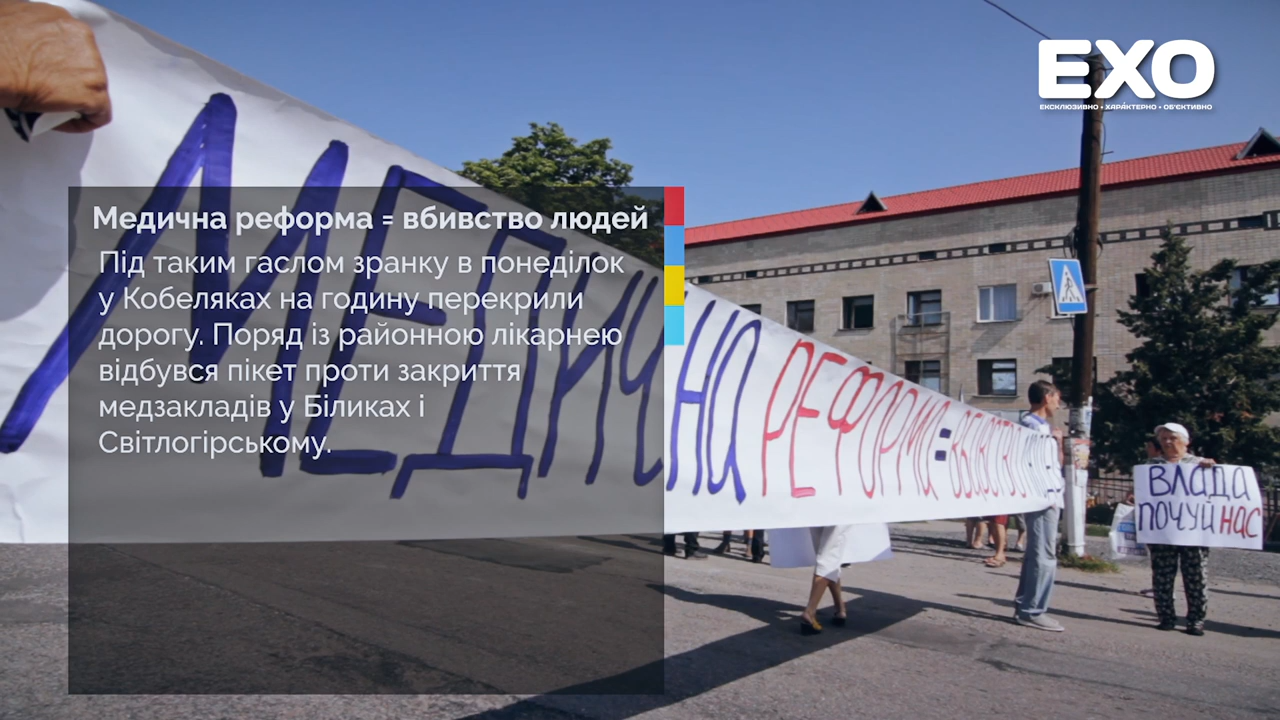 ЕХО
ЕКСКЛЮЗИВНО • ХАРАКТЕРНО • ОБ'ЄКТИВНО
Медична реформа = вбивство людей
Під таким гаслом зранку в понеділок
у Кобеляках на годину перекрили
дорогу. Поряд із районною лікарнею
відбувся пікет проти закриття
медзакладів у Біликах і
Світлогірському.
МЕДИЧНА РЕФОРМА = ВБИВСТВО
ВЛАДА
ПОЧУЙ НАС